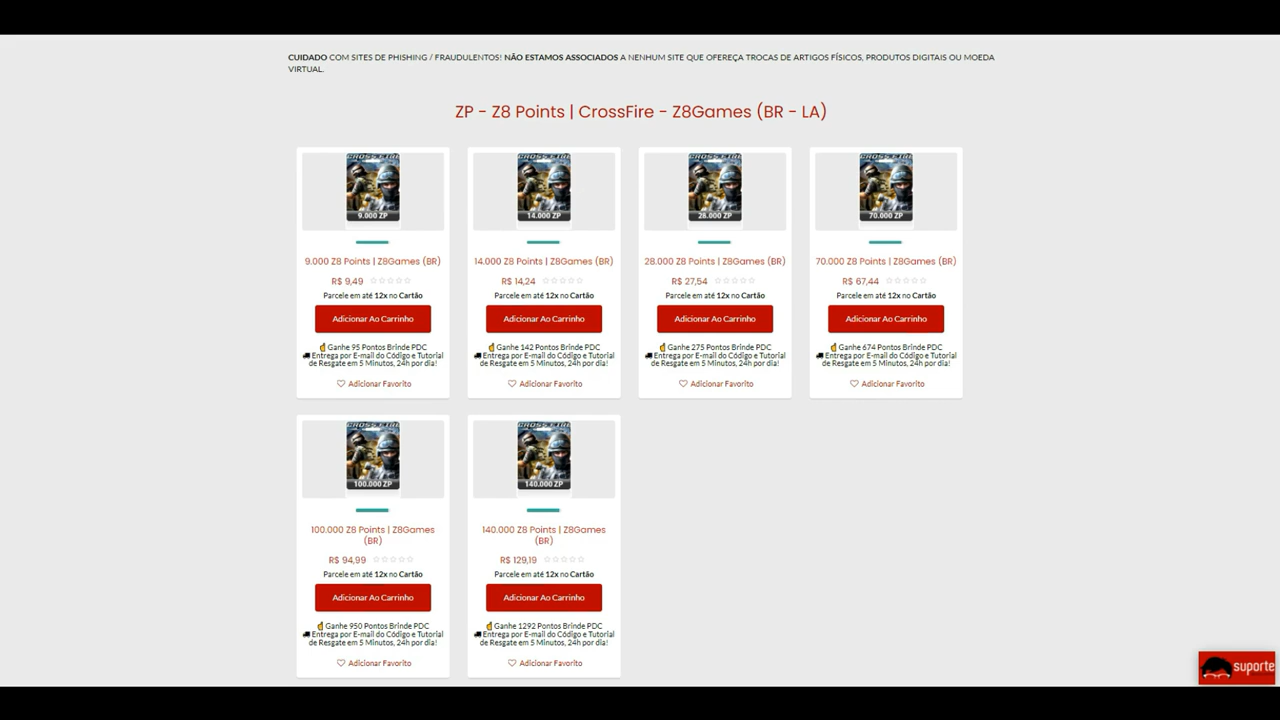 CUIDADO COM SITES DE PHISHING / FRAUDULENTOS! NÃO ESTAMOS ASSOCIADOS A NENHUM SITE QUE OFEREÇA TROCAS DE ARTIGOS FÍSICOS, PRODUTOS DIGITAIS OU MOEDA
VIRTUAL.
ZP - Z8 Points | CrossFire - Z8Games (BR - LA)
CROSS FIRE
9.000 ZP
9.000 Z8 Points | Z8Games (BR)
R$ 9,49
Parcele em até 12x no Cartão
Adicionar Ao Carrinho
Ganhe 95 Pontos Brinde PDC
Entrega por E-mail do Código e Tutorial
de Resgate em 5 Minutos, 24h por dia!
Adicionar Favorito
CROSS FIRE
14.000 ZP
14.000 Z8 Points | Z8Games (BR)
R$ 14,24
Parcele em até 12x no Cartão
Adicionar Ao Carrinho
Ganhe 142 Pontos Brinde PDC
Entrega por E-mail do Código e Tutorial
de Resgate em 5 Minutos, 24h por dia!
Adicionar Favorito
CROSS FIRE
28.000 ZP
28.000 Z8 Points | Z8Games (BR)
R$ 27,54
Parcele em até 12x no Cartão
Adicionar Ao Carrinho
Ganhe 275 Pontos Brinde PDC
Entrega por E-mail do Código e Tutorial
de Resgate em 5 Minutos, 24h por dia!
Adicionar Favorito
CROSS FIRE
70.000 ZP
70.000 Z8 Points | Z8Games (BR)
R$ 67,44
Parcele em até 12x no Cartão
Adicionar Ao Carrinho
Ganhe 674 Pontos Brinde PDC
Entrega por E-mail do Código e Tutorial
de Resgate em 5 Minutos, 24h por dia!
Adicionar Favorito
CROSS FIRE
100.000 ZP
100.000 Z8 Points | Z8Games
(BR)
R$ 94,99
Parcele em até 12x no Cartão
Adicionar Ao Carrinho
Ganhe 950 Pontos Brinde PDC
Entrega por E-mail do Código e Tutorial
de Resgate em 5 Minutos, 24h por dia!
Adicionar Favorito
CROSS FIRE
140.000 ZP
140.000 Z8 Points | Z8Games
(BR)
R$ 129,19
Parcele em até 12x no Cartão
Adicionar Ao Carrinho
Ganhe 1292 Pontos Brinde PDC
Entrega por E-mail do Código e Tutorial
de Resgate em 5 Minutos, 24h por dia!
Adicionar Favorito
suporte